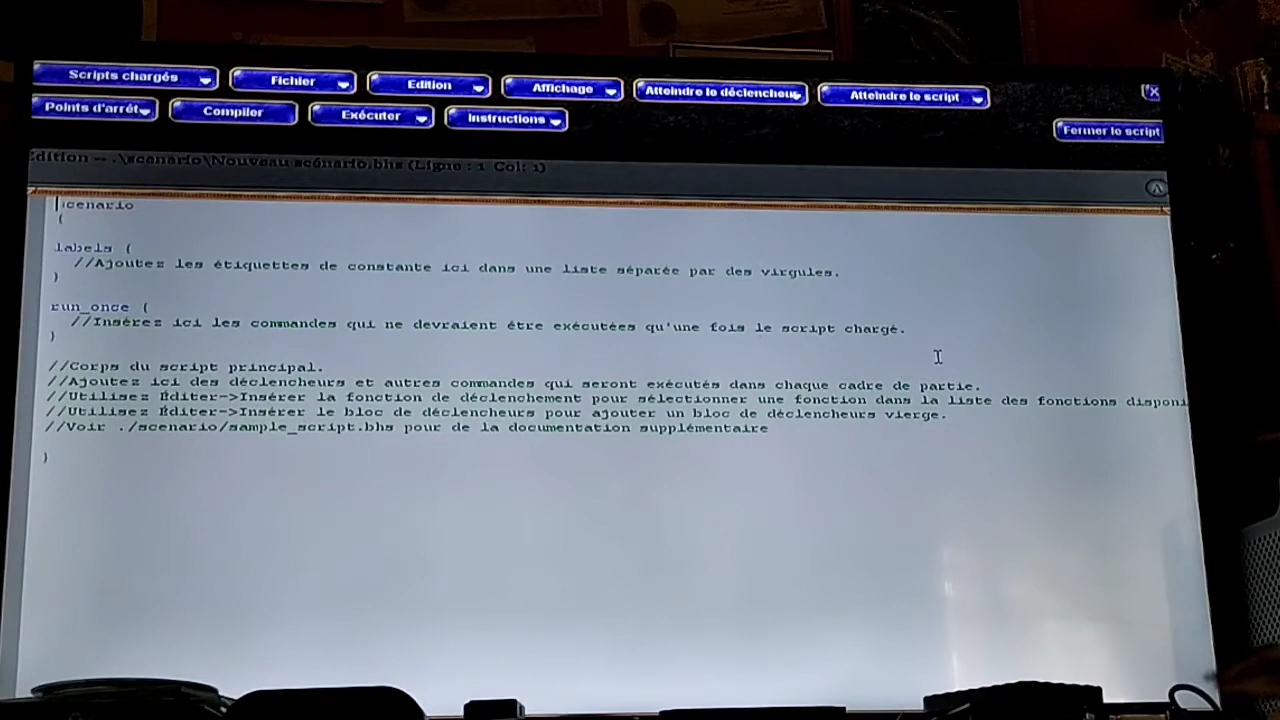 Scripts chargés Fichier Edition Affichage Atteindre le déclencheur Atteindre le script X
Points d'arrêt Compiler Exécuter Instructions Fermer le script
Edition -- .\scenario\Nouveau scénario.bhs (Ligne : 1 Col: 1)
scenario
{
labels {
//Ajoutez les étiquettes de constante ici dans une liste séparée par des virgules.
}
run_once {
//Insérez ici les commandes qui ne devraient être exécutées qu'une fois le script chargé.
}
//Corps du script principal.
//Ajoutez ici des déclencheurs et autres commandes qui seront exécutés dans chaque cadre de partie.
//Utilisez Éditer->Insérer la fonction de déclenchement pour sélectionner une fonction dans la liste des fonctions disponi
//Utilisez Éditer->Insérer le bloc de déclencheurs pour ajouter un bloc de déclencheurs vierge.
//Voir ./scenario/sample_script.bhs pour de la documentation supplémentaire
}